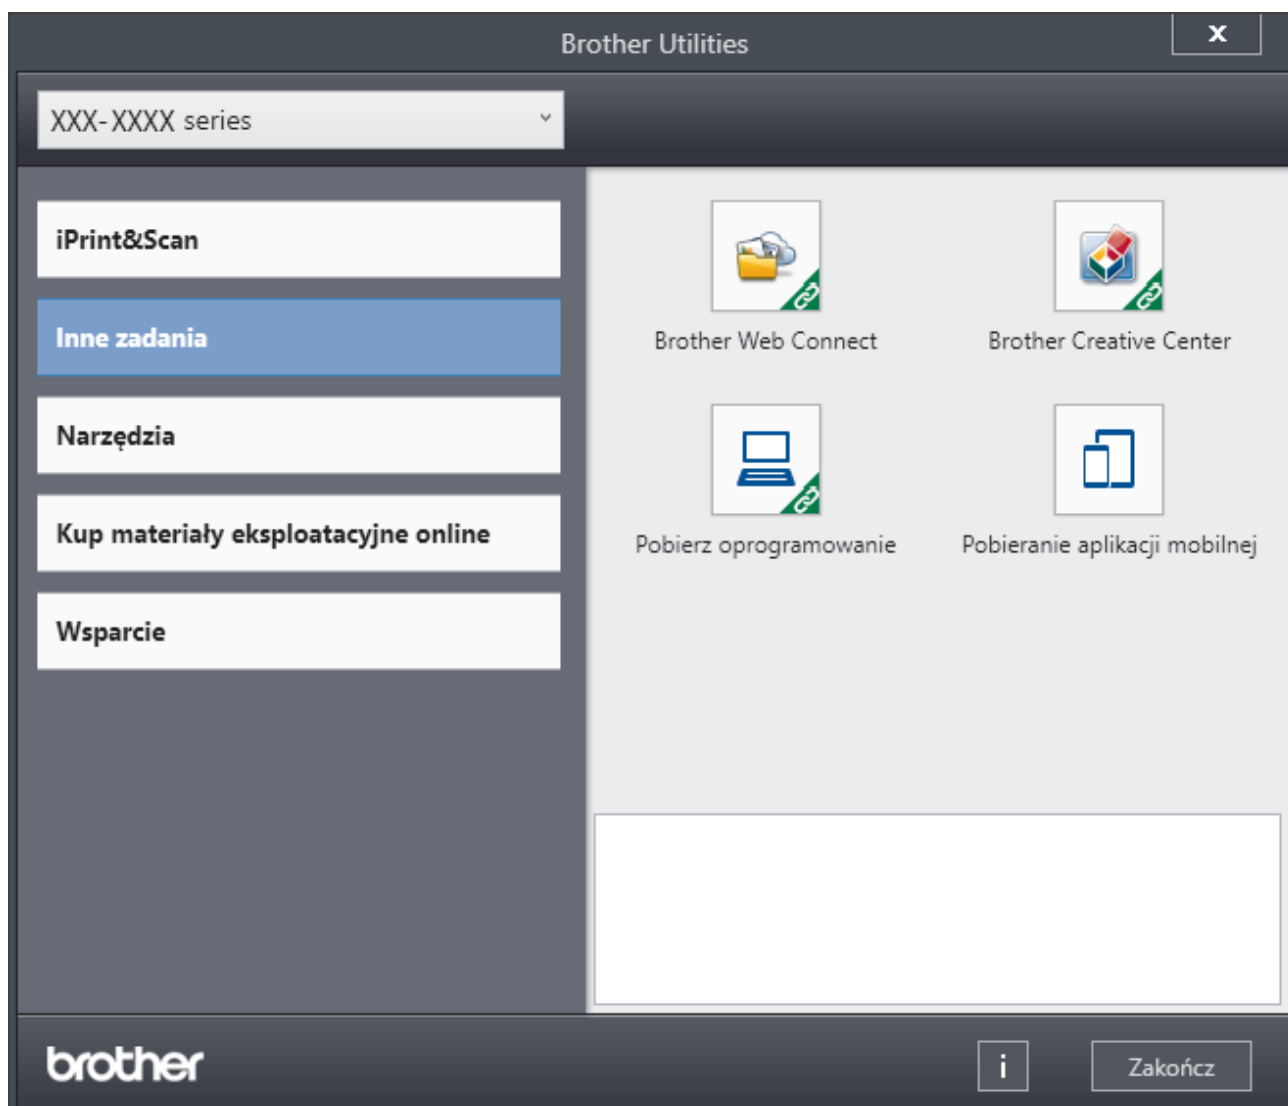 Brother Utilities
X
XXX-XXXX series
iPrint&Scan
Inne zadania
Narzędzia
Kup materiały eksploatacyjne online
Wsparcie
Brother Web Connect
Brother Creative Center
Pobierz oprogramowanie
Pobieranie aplikacji mobilnej
brother
i
Zakończ